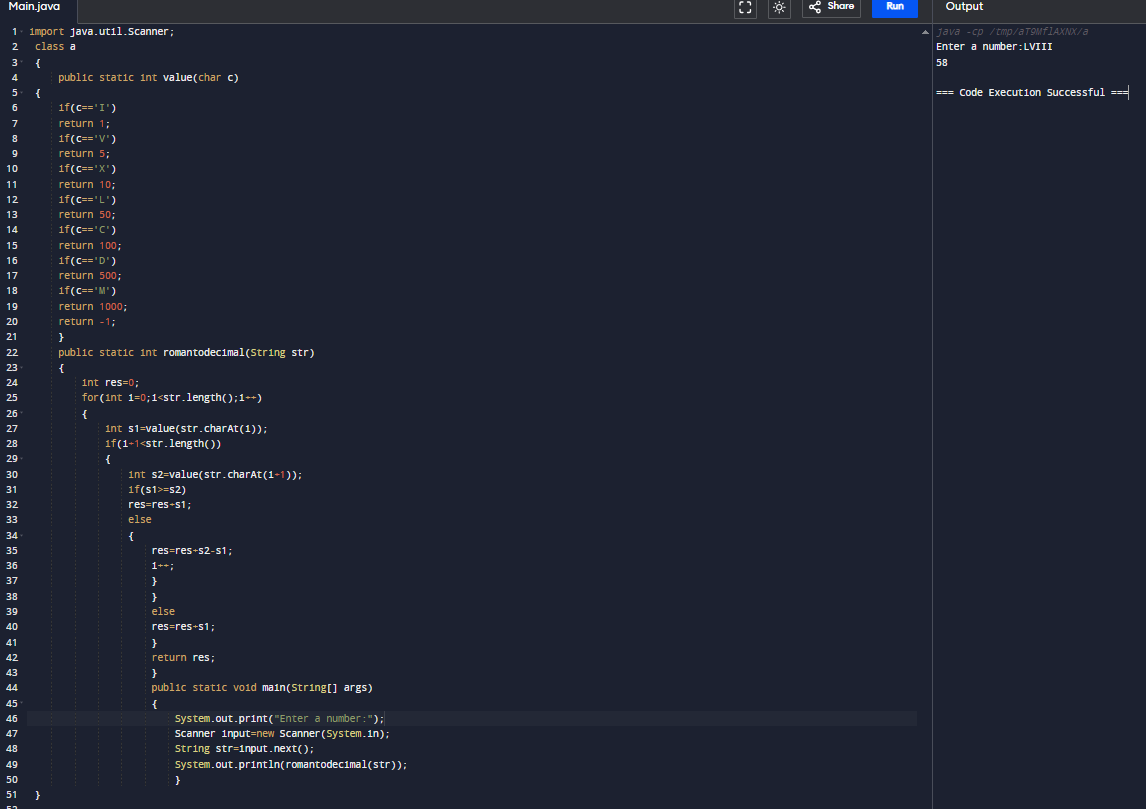 Main.java
Share
Run
Output
1 import java.util.Scanner;
2 class a
3 {
4 public static int value(char c)
5 {
6 if(c=='I')
7 return 1;
8 if(c=='V')
9 return 5;
10 if(c=='X')
11 return 10;
12 if(c=='L')
13 return 50;
14 if(c=='C')
15 return 100;
16 if(c=='D')
17 return 500;
18 if(c=='M')
19 return 1000;
20 return -1;
21 }
22 public static int romantodecimal(String str)
23 {
24 int res=0;
25 for(int i=0;i<str.length();i++)
26 {
27 int s1=value(str.charAt(i));
28 if(i+1<str.length())
29 {
30 int s2=value(str.charAt(i+1));
31 if(s1>=s2)
32 res=res+s1;
33 else
34 {
35 res=res+s2-s1;
36 i++;
37 }
38 }
39 else
40 res=res+s1;
41 }
42 return res;
43 }
44 public static void main(String[] args)
45 {
46 System.out.print("Enter a number:");
47 Scanner input=new Scanner(System.in);
48 String str=input.next();
49 System.out.println(romantodecimal(str));
50 }
51 }
52
java -cp /tmp/aT9MflAXNX/a
Enter a number:LVIII
58
=== Code Execution Successful ===